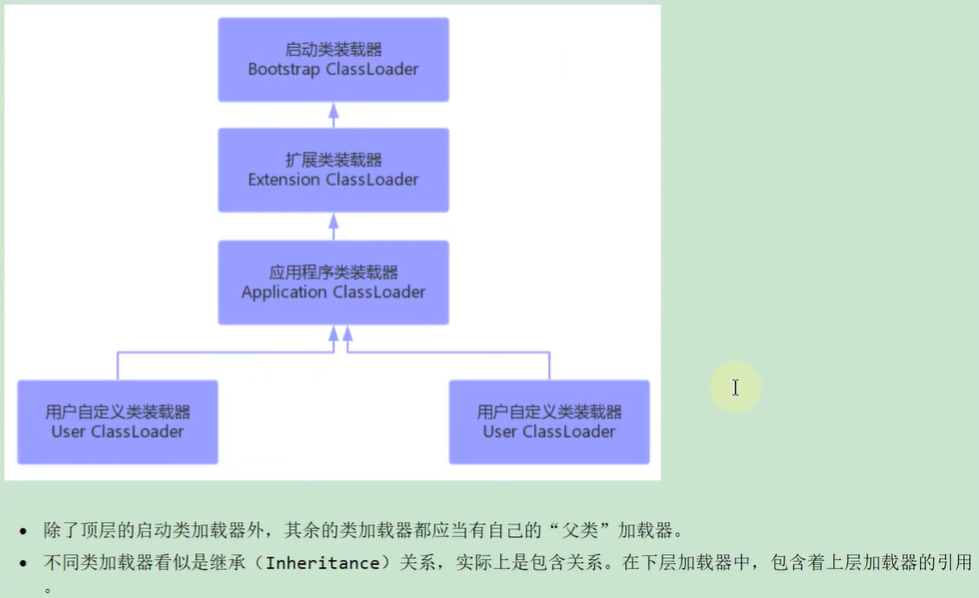 启动类装载器
Bootstrap ClassLoader
扩展类装载器
Extension ClassLoader
应用程序类装载器
Application ClassLoader
用户自定义类装载器
User ClassLoader
用户自定义类装载器
User ClassLoader
• 除了顶层的启动类加载器外，其余的类加载器都应当有自己的“父类”加载器。
• 不同类加载器看似是继承（Inheritance）关系，实际上是包含关系。在下层加载器中，包含着上层加载器的引用
。